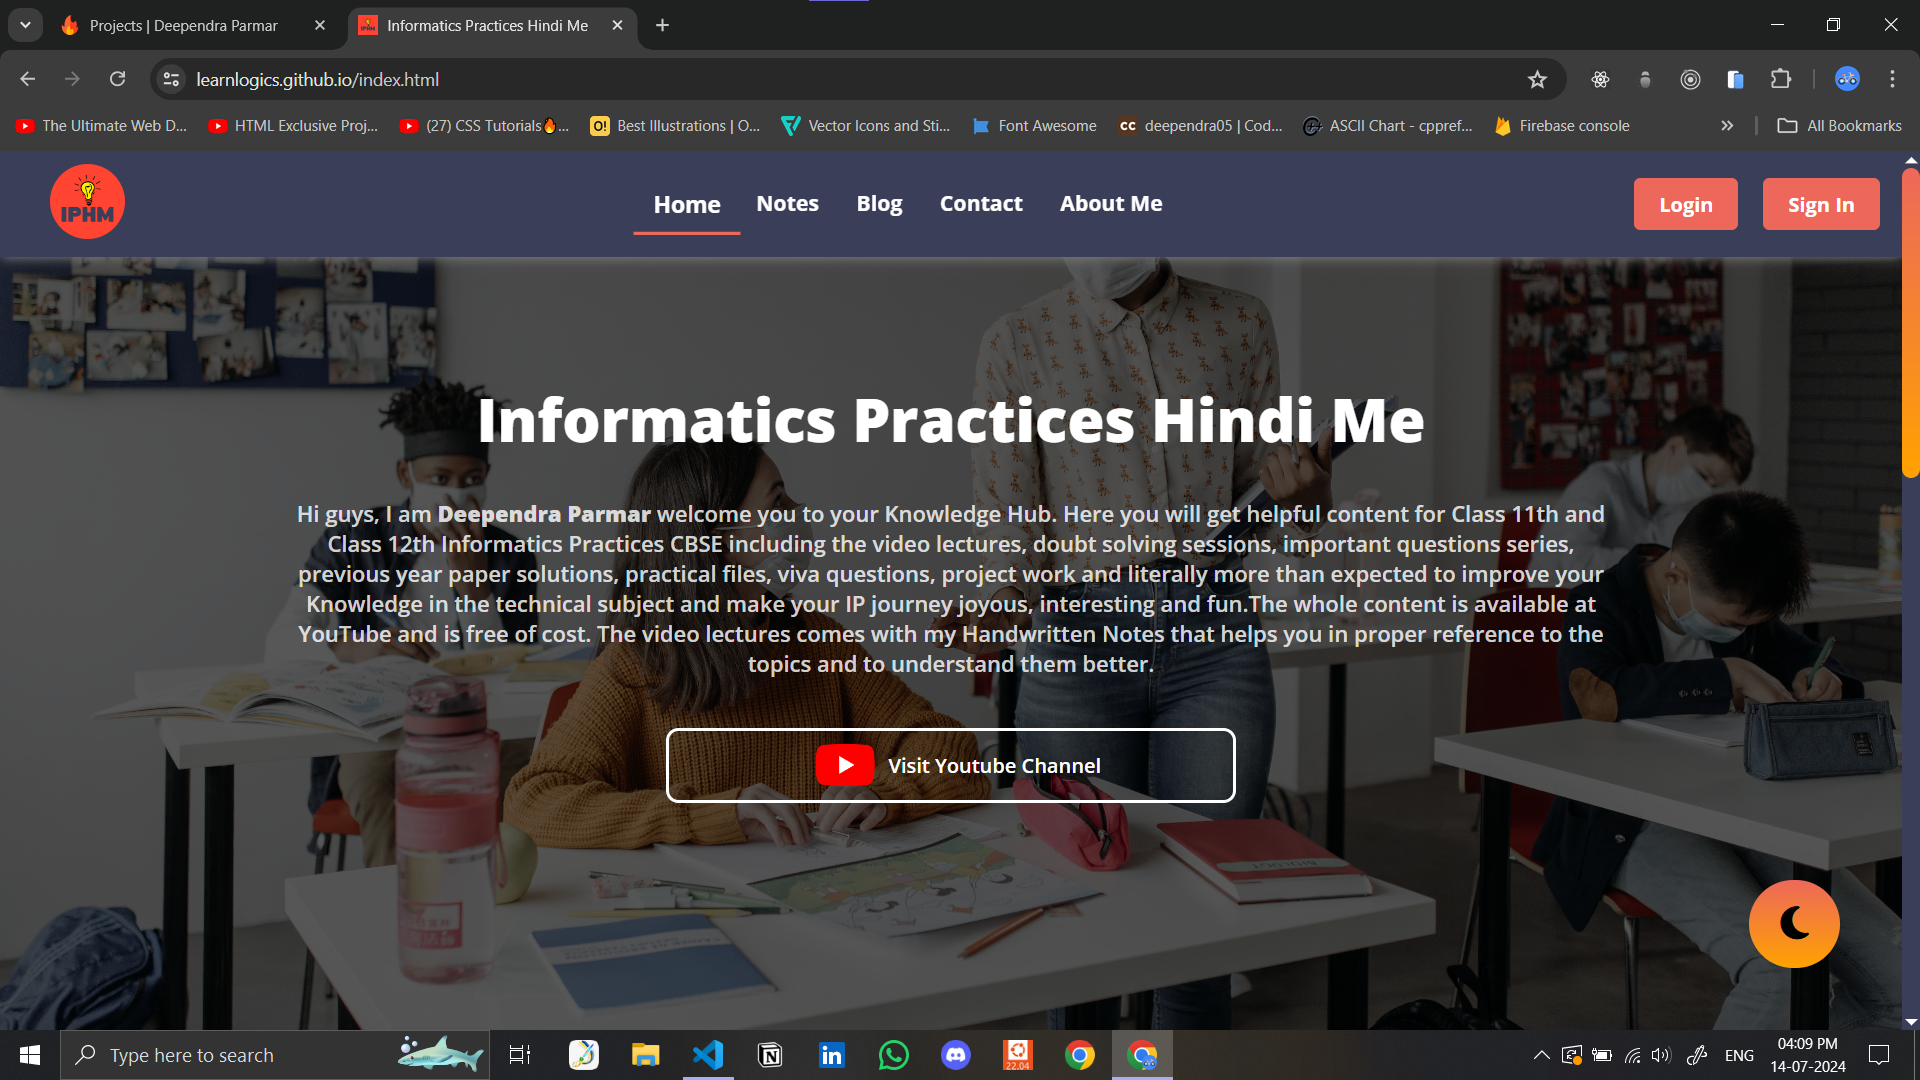 Projects | Deependra Parmar
Informatics Practices Hindi Me
learnlogics.github.io/index.html
The Ultimate Web D...
HTML Exclusive Proj...
(27) CSS Tutorials🔥...
O!
Best Illustrations | O...
Vector Icons and Sti...
Font Awesome
CC
deependra05 | Cod...
ASCII Chart - cppref...
Firebase console
All Bookmarks
IPHM
Home
Notes
Blog
Contact
About Me
Login
Sign In
Informatics Practices Hindi Me
Hi guys, I am Deependra Parmar welcome you to your Knowledge Hub. Here you will get helpful content for Class 11th and
Class 12th Informatics Practices CBSE including the video lectures, doubt solving sessions, important questions series,
previous year paper solutions, practical files, viva questions, project work and literally more than expected to improve your
Knowledge in the technical subject and make your IP journey joyous, interesting and fun.The whole content is available at
YouTube and is free of cost. The video lectures comes with my Handwritten Notes that helps you in proper reference to the
topics and to understand them better.
Visit Youtube Channel
BIOLOGY
Type here to search
22.04
ENG
04:09 PM
14-07-2024